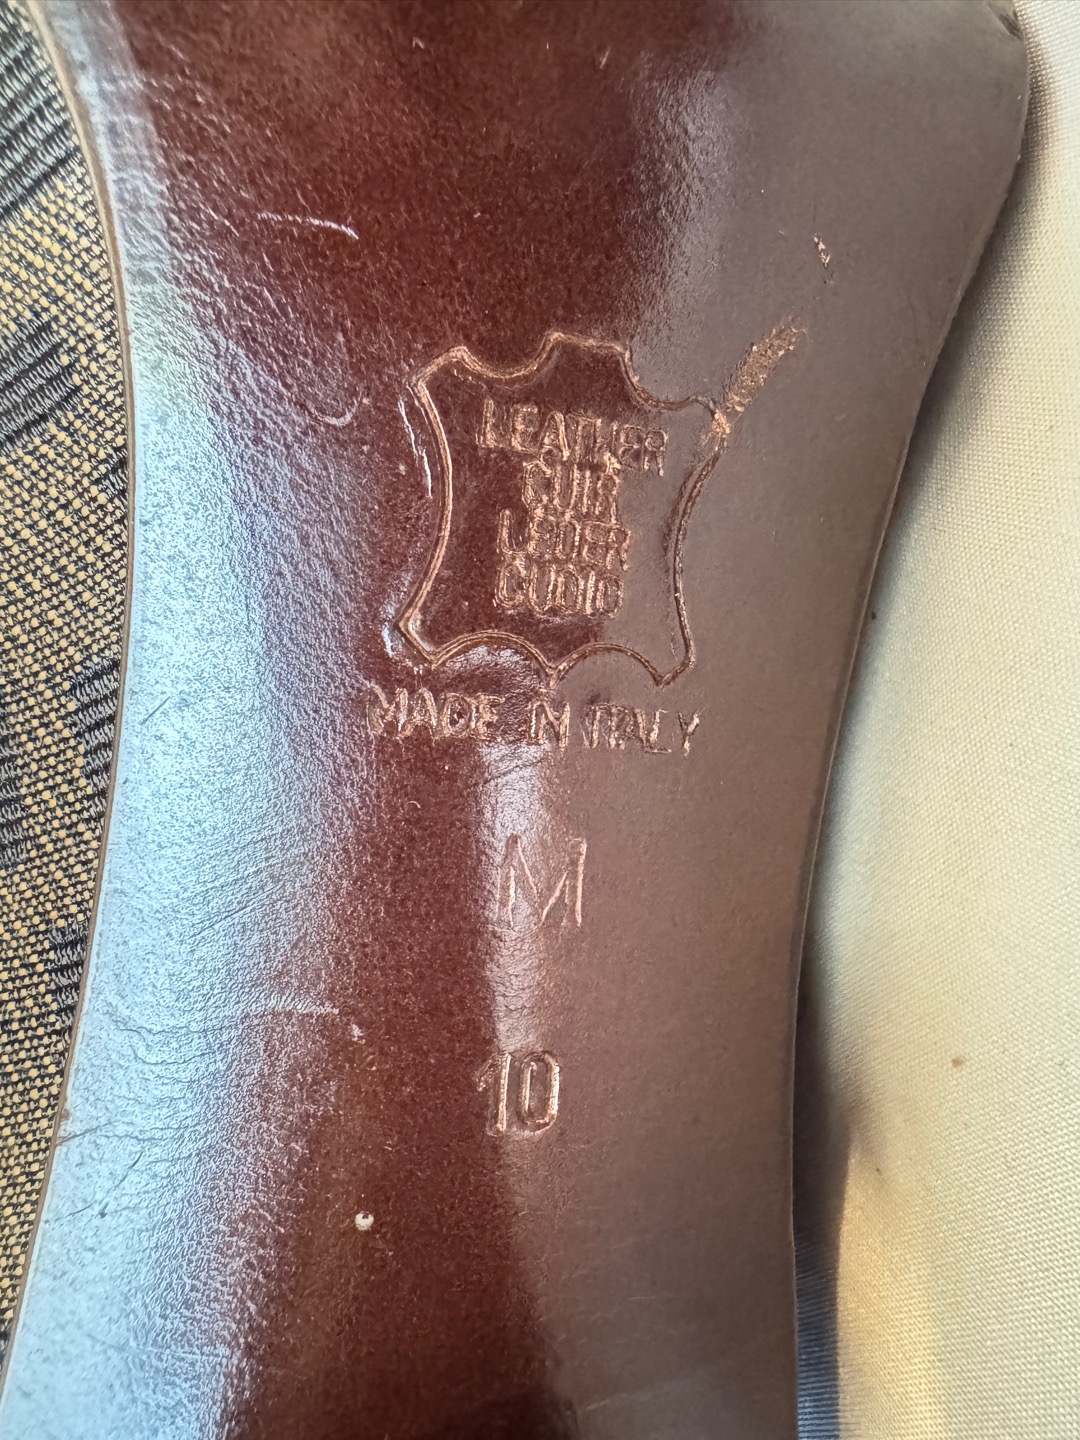 LEATHER
CUIR
LEDER
CUOIO
MADE IN ITALY
M
10